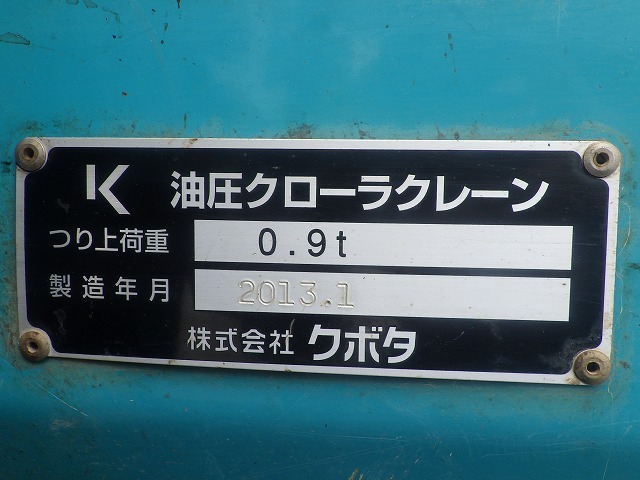 K 油圧クローラクレーン
つり上荷重 0.9t
製造年月 2013.1
株式会社 クボタ